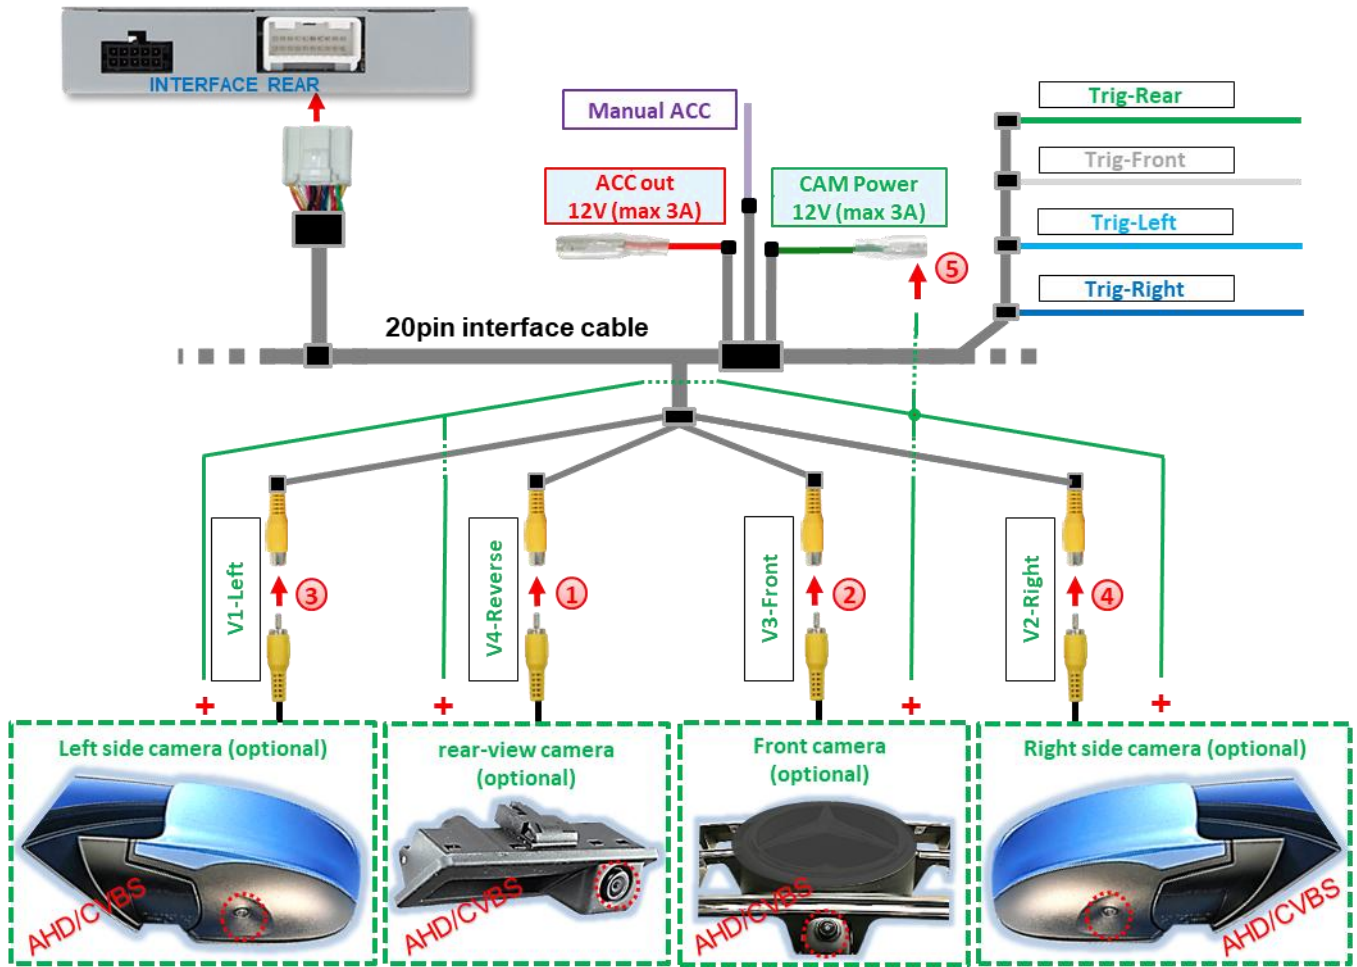 INTERFACE REAR
Manual ACC
ACC out
12V (max 3A)
CAM Power
12V (max 3A)
Trig-Rear
Trig-Front
Trig-Left
Trig-Right
5
20pin interface cable
V1-Left
3
V4-Reverse
1
V3-Front
2
V2-Right
4
+
+
+
+
Left side camera (optional)
AHD/CVBS
rear-view camera
(optional)
AHD/CVBS
Front camera
(optional)
AHD/CVBS
Right side camera (optional)
AHD/CVBS